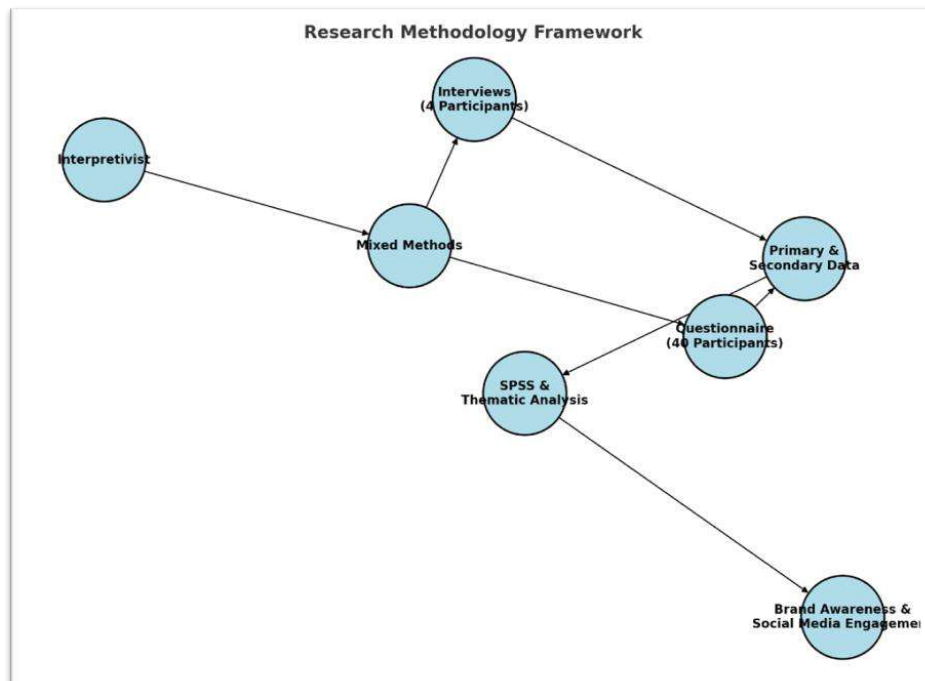 Research Methodology Framework
Interviews
(4 Participants)
Interpretivist
Mixed Methods
Primary &
Secondary Data
Questionnaire
(40 Participants)
SPSS &
Thematic Analysis
Brand Awareness &
Social Media Engagemer